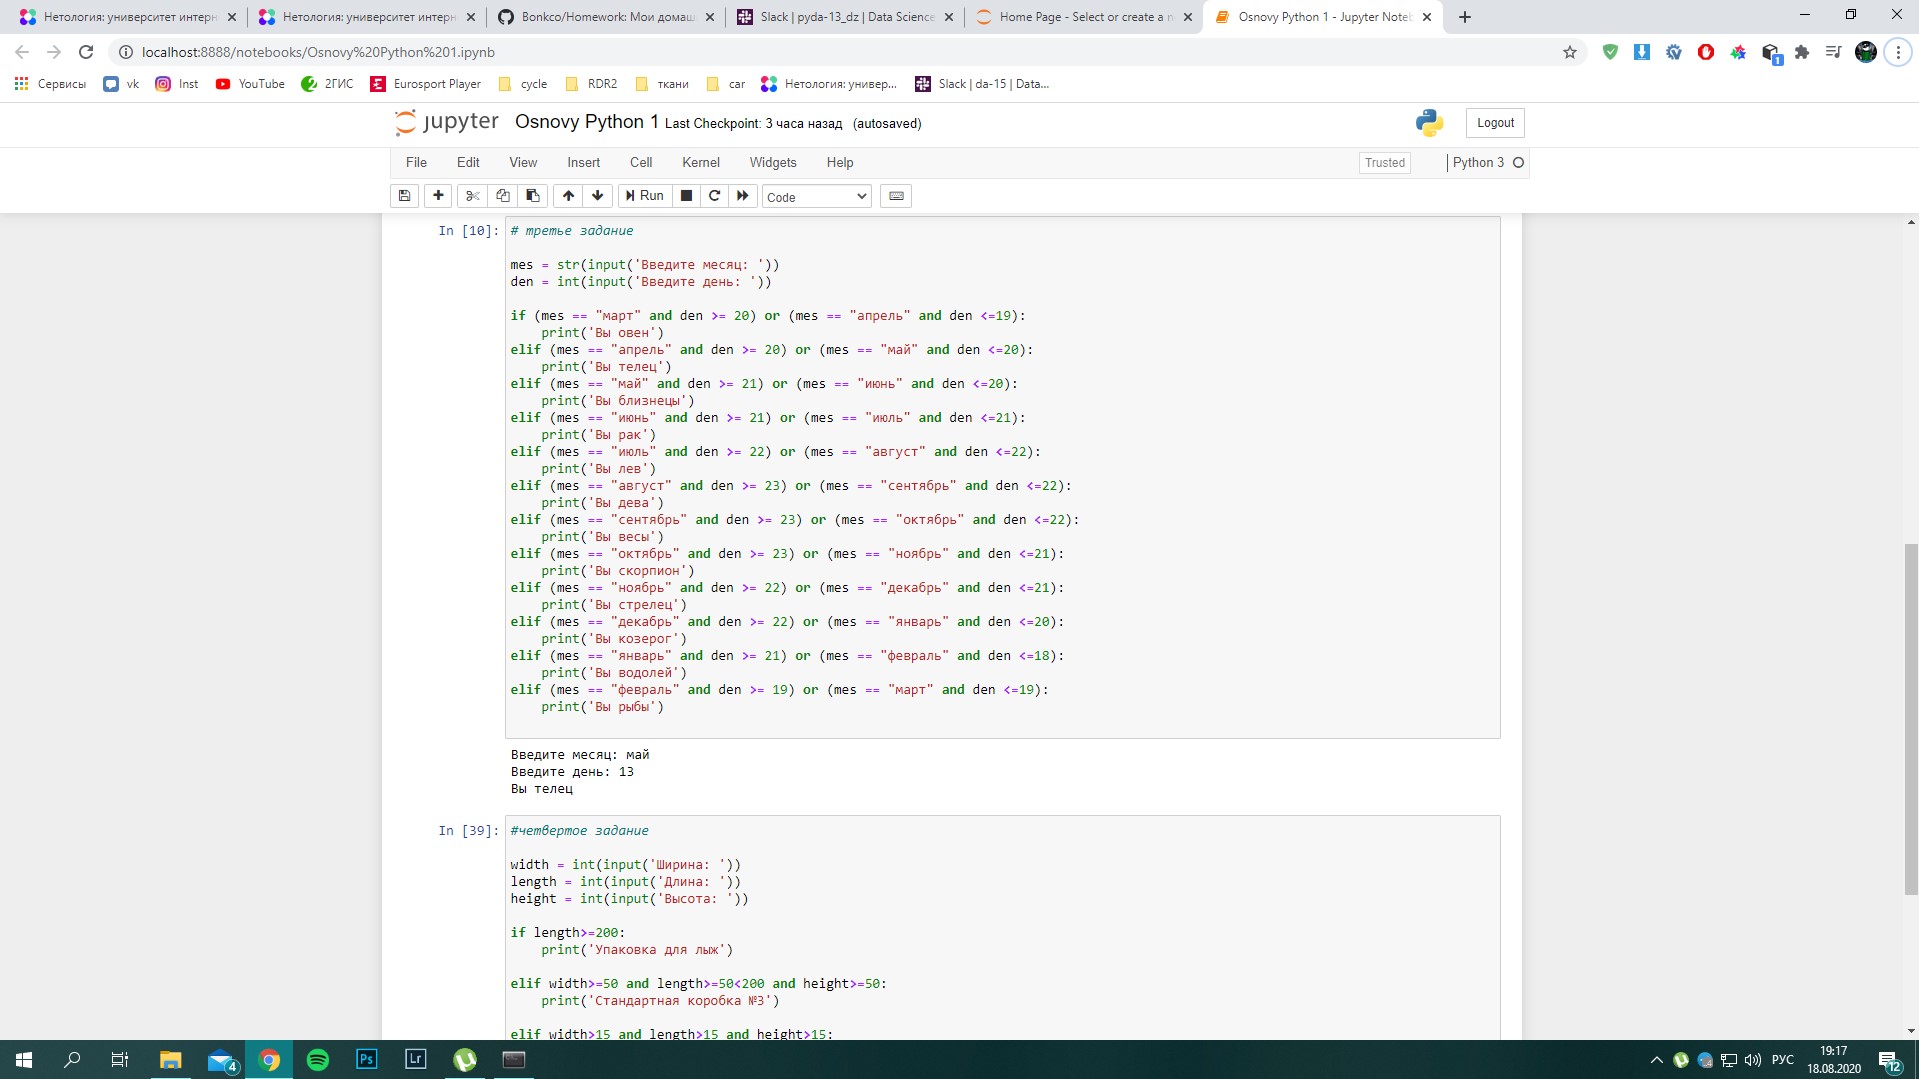 Нетология: университет интерн
Нетология: университет интерн
Bonkco/Homework: Мои домаш
Slack | pyda-13_dz | Data Science
Home Page - Select or create a n
Osnovy Python 1 - Jupyter Noteb
localhost:8888/notebooks/Osnovy%20Python%201.ipynb
1
Сервисы vk Inst YouTube 2ГИС Eurosport Player cycle RDR2 ткани car Нетология: универ... Slack | da-15 | Data...
jupyter Osnovy Python 1 Last Checkpoint: 3 часа назад (autosaved) Logout
File Edit View Insert Cell Kernel Widgets Help Trusted Python 3
Run Code
In [10]: # третье задание
mes = str(input('Введите месяц: '))
den = int(input('Введите день: '))
if (mes == "март" and den >= 20) or (mes == "апрель" and den <=19):
    print('Вы овен')
elif (mes == "апрель" and den >= 20) or (mes == "май" and den <=20):
    print('Вы телец')
elif (mes == "май" and den >= 21) or (mes == "июнь" and den <=20):
    print('Вы близнецы')
elif (mes == "июнь" and den >= 21) or (mes == "июль" and den <=21):
    print('Вы рак')
elif (mes == "июль" and den >= 22) or (mes == "август" and den <=22):
    print('Вы лев')
elif (mes == "август" and den >= 23) or (mes == "сентябрь" and den <=22):
    print('Вы дева')
elif (mes == "сентябрь" and den >= 23) or (mes == "октябрь" and den <=22):
    print('Вы весы')
elif (mes == "октябрь" and den >= 23) or (mes == "ноябрь" and den <=21):
    print('Вы скорпион')
elif (mes == "ноябрь" and den >= 22) or (mes == "декабрь" and den <=21):
    print('Вы стрелец')
elif (mes == "декабрь" and den >= 22) or (mes == "январь" and den <=20):
    print('Вы козерог')
elif (mes == "январь" and den >= 21) or (mes == "февраль" and den <=18):
    print('Вы водолей')
elif (mes == "февраль" and den >= 19) or (mes == "март" and den <=19):
    print('Вы рыбы')
Введите месяц: май
Введите день: 13
Вы телец
In [39]: #четвертое задание
width = int(input('Ширина: '))
length = int(input('Длина: '))
height = int(input('Высота: '))
if length>=200:
    print('Упаковка для лыж')
elif width>=50 and length>=50<200 and height>=50:
    print('Стандартная коробка №3')
elif width>15 and length>15 and height>15:
4 Ps Lr РУС 19:17
18.08.2020 12